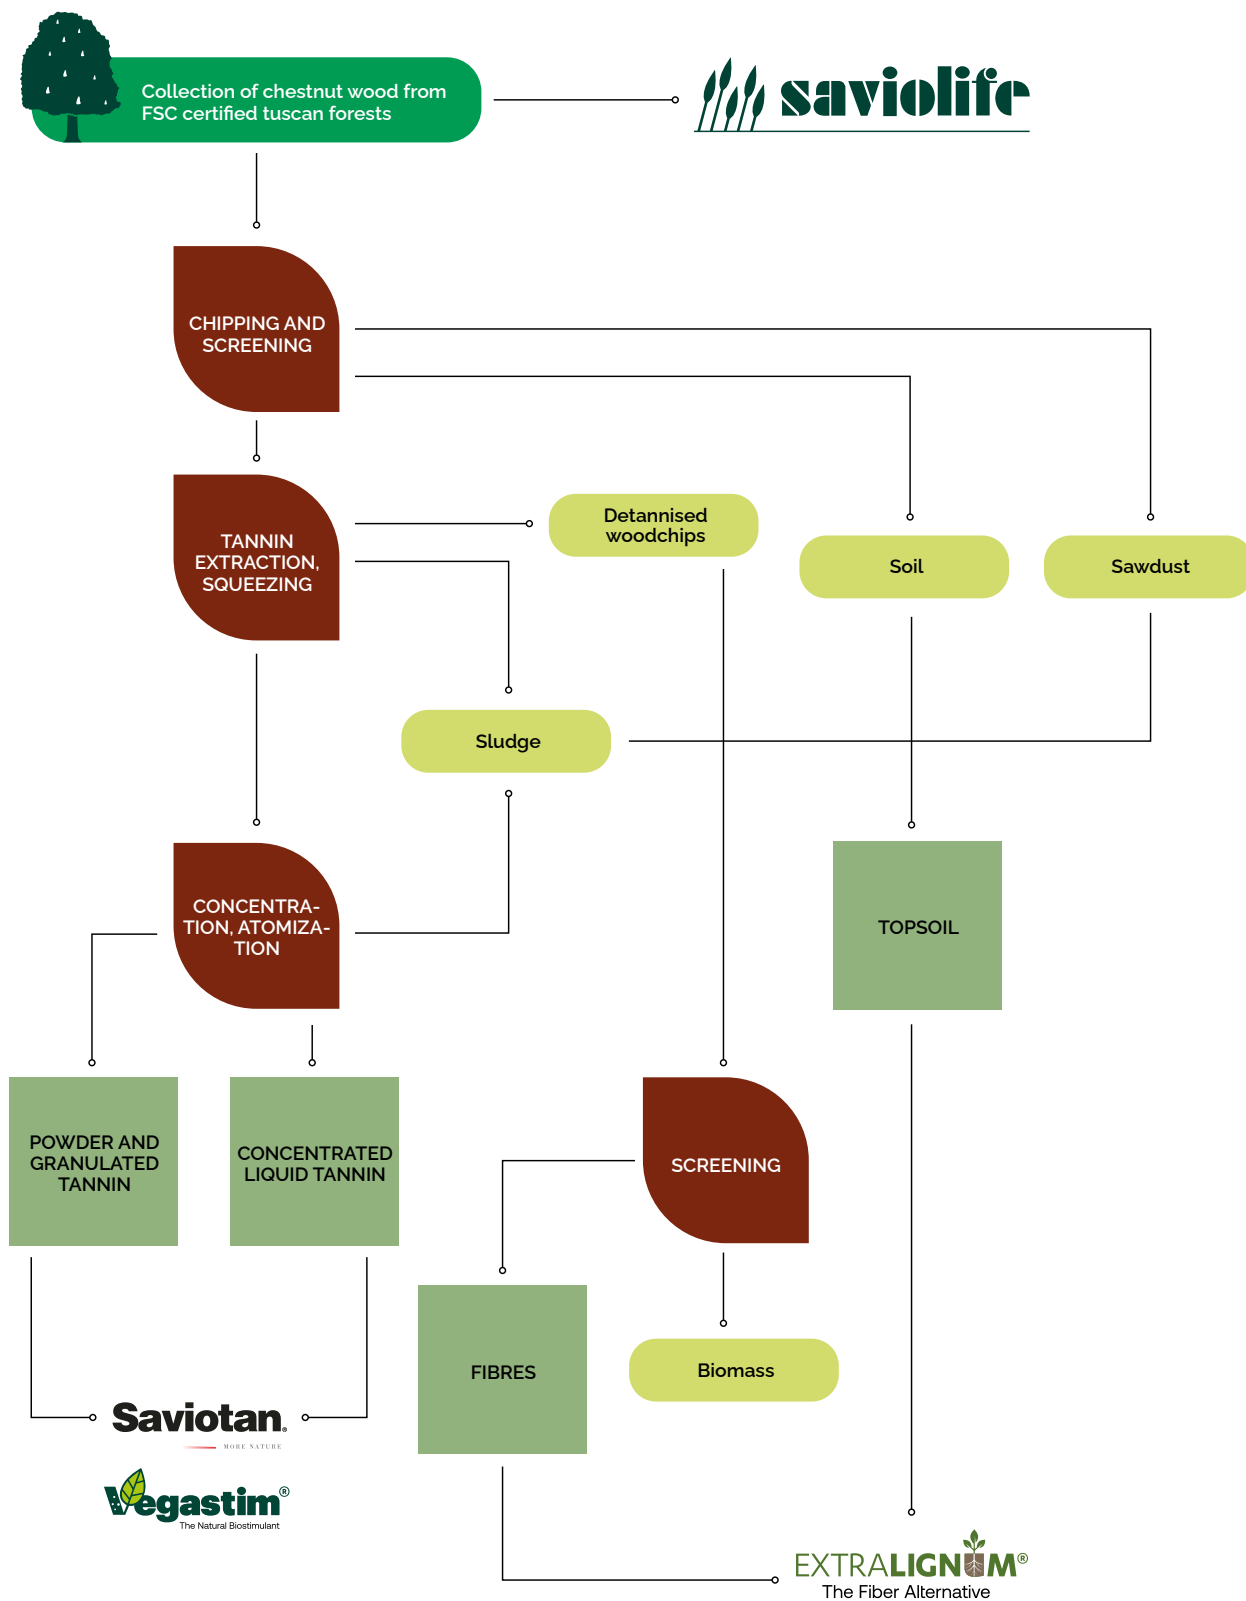 Collection of chestnut wood from
FSC certified tuscan forests
saviolife
CHIPPING AND
SCREENING
TANNIN
EXTRACTION,
SQUEEZING
Detannised
woodchips
Soil
Sawdust
Sludge
CONCENTRA-
TION, ATOMIZA-
TION
TOPSOIL
POWDER AND
GRANULATED
TANNIN
CONCENTRATED
LIQUID TANNIN
SCREENING
FIBRES
Biomass
Saviotan®
MORE NATURE
Vegastim®
The Natural Biostimulant
EXTRALIGNUM®
The Fiber Alternative